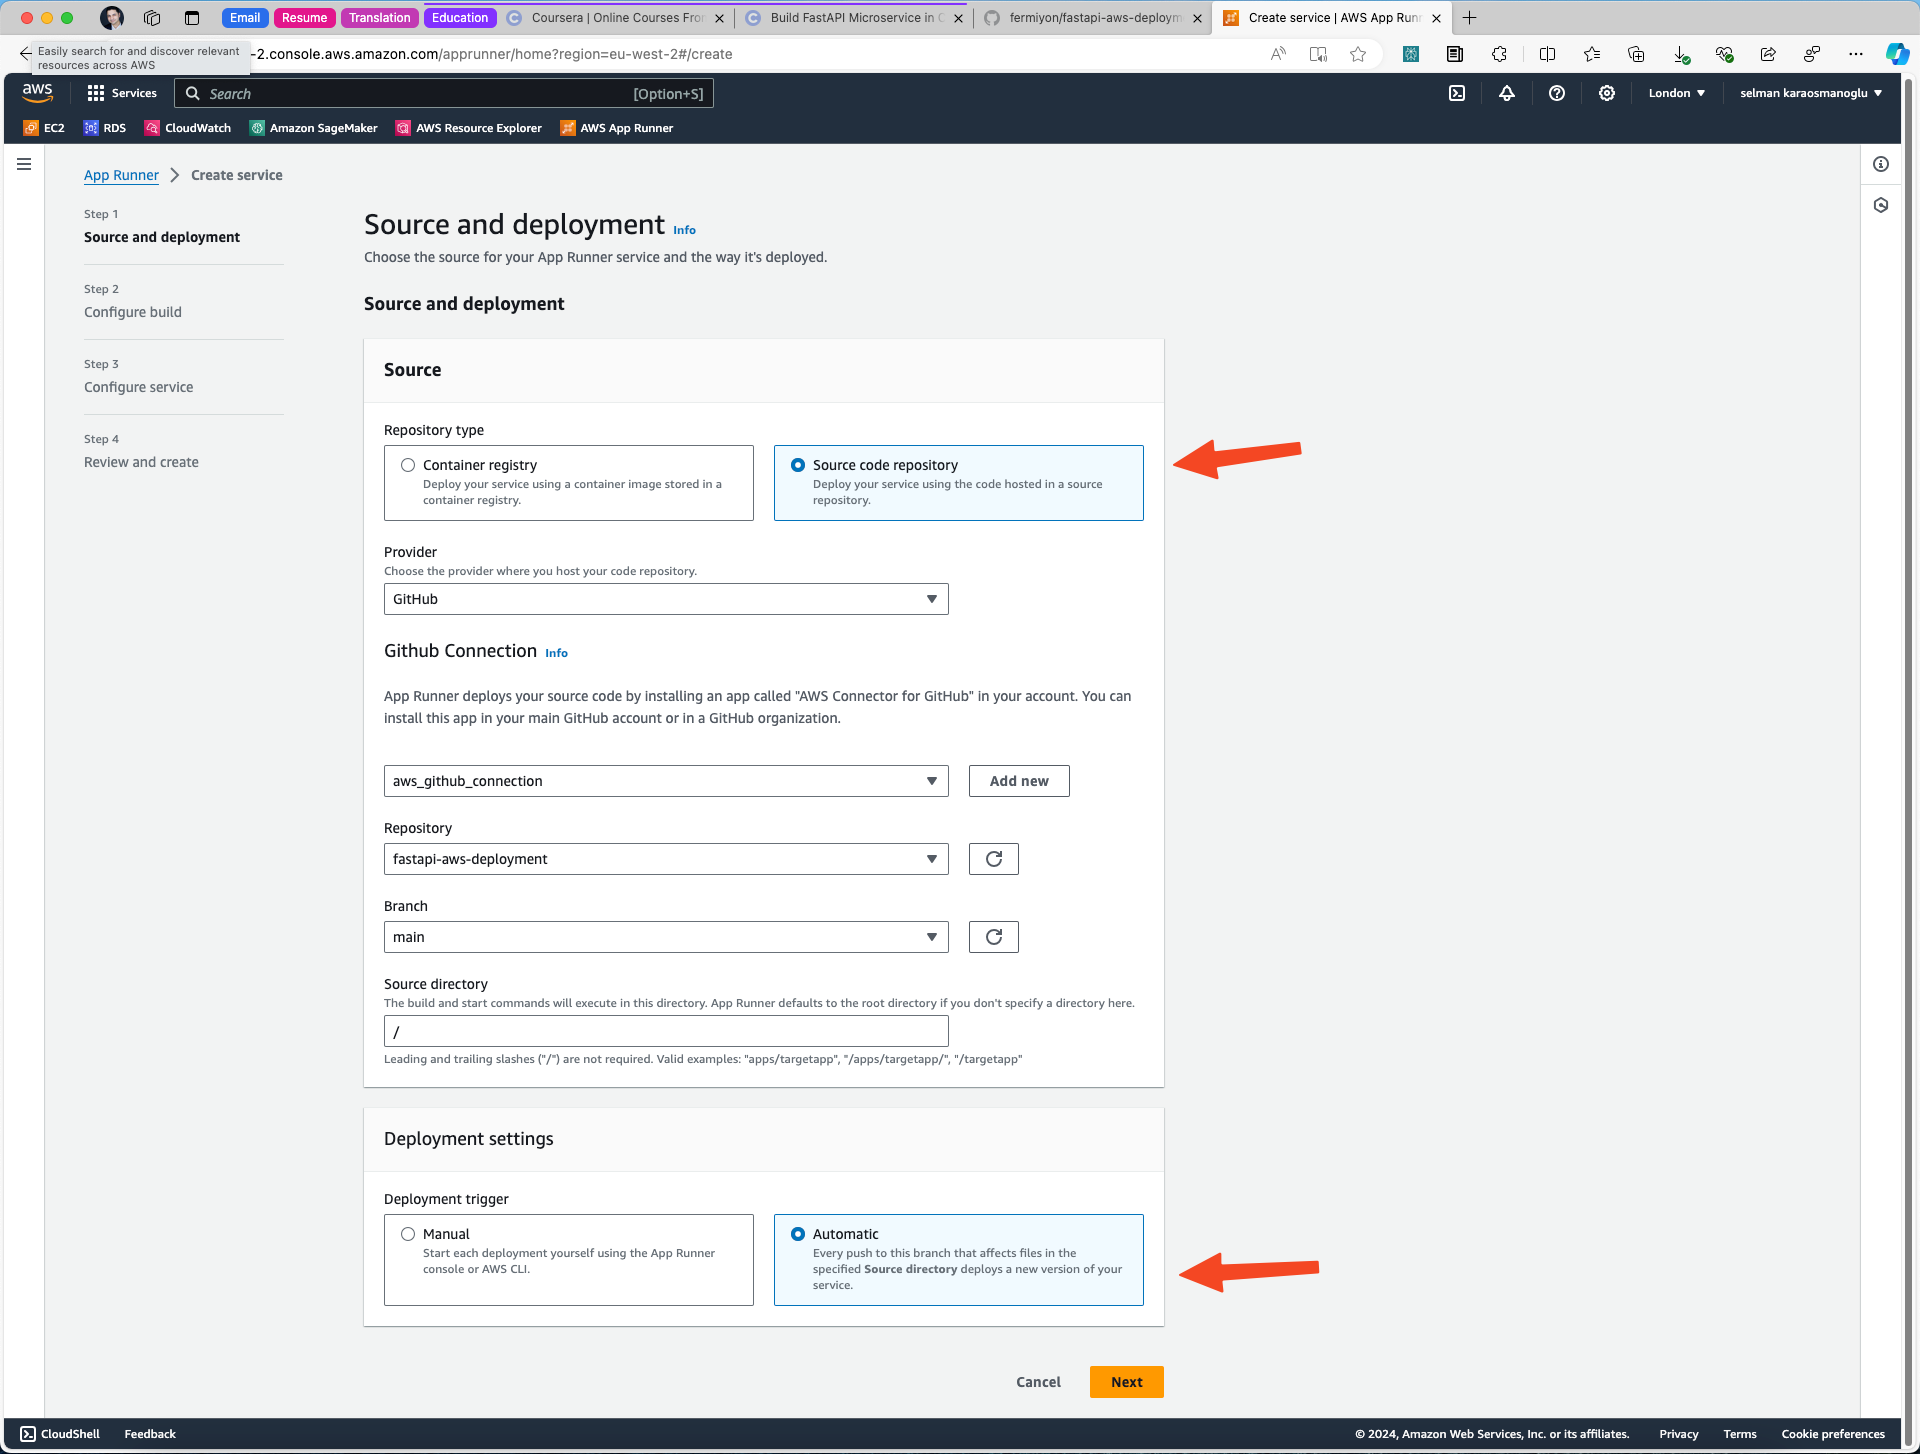 Email
Resume
Translation
Education
Coursera | Online Courses Fro
Build FastAPI Microservice in C
fermiyon/fastapi-aws-deploym
Create service | AWS App Run
Easily search for and discover relevant
resources across AWS
-2.console.aws.amazon.com/apprunner/home?region=eu-west-2#/create
aws
Services
Search
[Option+S]
London
selman karaosmanoglu
EC2
RDS
CloudWatch
Amazon SageMaker
AWS Resource Explorer
AWS App Runner
App Runner
Create service
Step 1
Source and deployment
Step 2
Configure build
Step 3
Configure service
Step 4
Review and create
Source and deployment Info
Choose the source for your App Runner service and the way it's deployed.
Source and deployment
Source
Repository type
Container registry
Deploy your service using a container image stored in a
container registry.
Source code repository
Deploy your service using the code hosted in a source
repository.
Provider
Choose the provider where you host your code repository.
GitHub
Github Connection Info
App Runner deploys your source code by installing an app called "AWS Connector for GitHub" in your account. You can
install this app in your main GitHub account or in a GitHub organization.
aws_github_connection
Add new
Repository
fastapi-aws-deployment
Branch
main
Source directory
The build and start commands will execute in this directory. App Runner defaults to the root directory if you don't specify a directory here.
/
Leading and trailing slashes ("/") are not required. Valid examples: "apps/targetapp", "/apps/targetapp/", "/targetapp"
Deployment settings
Deployment trigger
Manual
Start each deployment yourself using the App Runner
console or AWS CLI.
Automatic
Every push to this branch that affects files in the
specified Source directory deploys a new version of your
service.
Cancel
Next
CloudShell
Feedback
© 2024, Amazon Web Services, Inc. or its affiliates.
Privacy
Terms
Cookie preferences